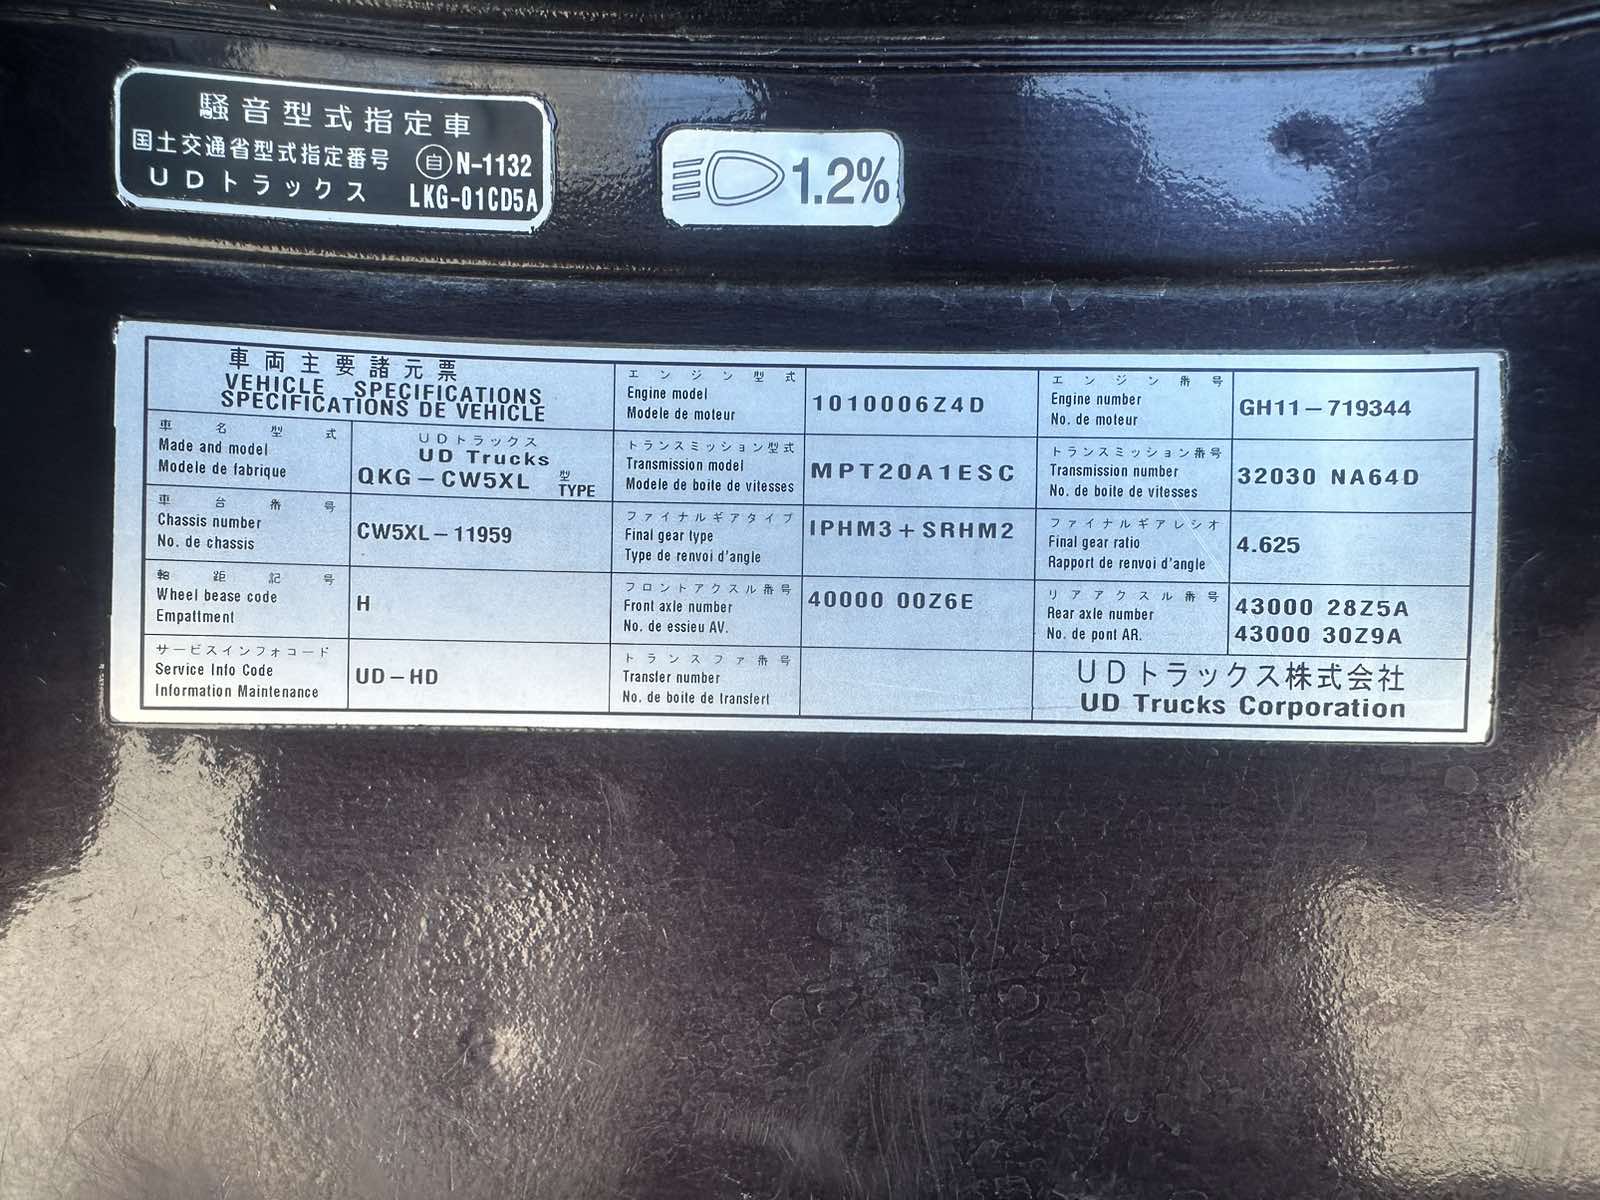 騒音型式指定車
国土交通省型式指定番号 自 N-1132
UDトラックス LKG-01CD5A
1.2%
車両主要諸元票
VEHICLE SPECIFICATIONS
SPECIFICATIONS DE VEHICLE
エンジン型式
Engine model
Modele de moteur
1010006Z4D
エンジン番号
Engine number
No. de moteur
GH11-719344
車名型式
Made and model
Modele de fabrique
UDトラックス
UD Trucks
QKG-CW5XL 型 TYPE
トランスミッション型式
Transmission model
Modele de boite de vitesses
MPT20A1ESC
トランスミッション番号
Transmission number
No. de boite de vitesses
32030 NA64D
車台番号
Chassis number
No. de chassis
CW5XL-11959
ファイナルギアタイプ
Final gear type
Type de renvoi d'angle
IPHM3+SRHM2
ファイナルギアレシオ
Final gear ratio
Rapport de renvoi d'angle
4.625
軸距記号
Wheel bease code
Empattment
H
フロントアクスル番号
Front axle number
No. de essieu AV.
40000 00Z6E
リアアクスル番号
Rear axle number
No. de pont AR.
43000 28Z5A
43000 30Z9A
サービスインフォコード
Service Info Code
Information Maintenance
UD-HD
トランスファ番号
Transfer number
No. de boite de transfert
UDトラックス株式会社
UD Trucks Corporation